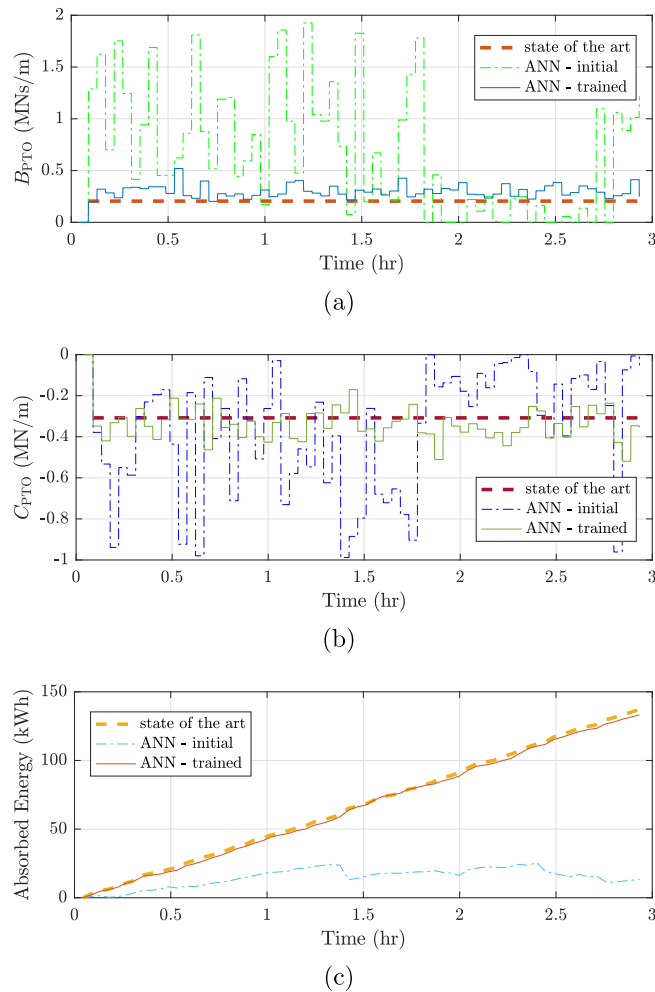 2
1.5
1
0.5
0
B_PTO (MNs/m)
state of the art
ANN - initial
ANN - trained
0 0.5 1 1.5 2 2.5 3
Time (hr)
(a)
0
-0.2
-0.4
-0.6
-0.8
-1
C_PTO (MN/m)
state of the art
ANN - initial
ANN - trained
0 0.5 1 1.5 2 2.5 3
Time (hr)
(b)
150
100
50
0
Absorbed Energy (kWh)
state of the art
ANN - initial
ANN - trained
0 0.5 1 1.5 2 2.5 3
Time (hr)
(c)